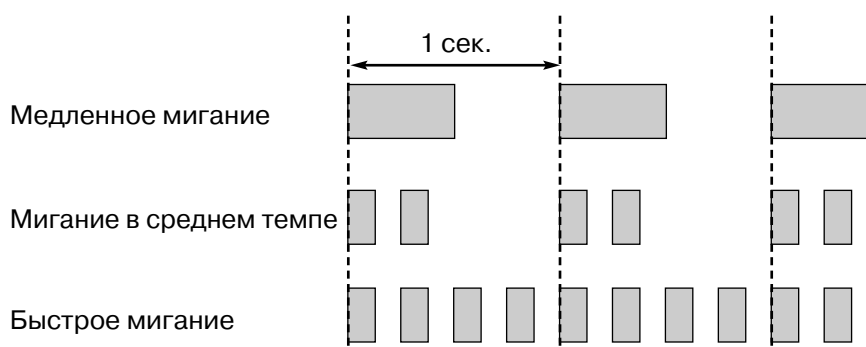 1 сек.
Медленное мигание
Мигание в среднем темпе
Быстрое мигание